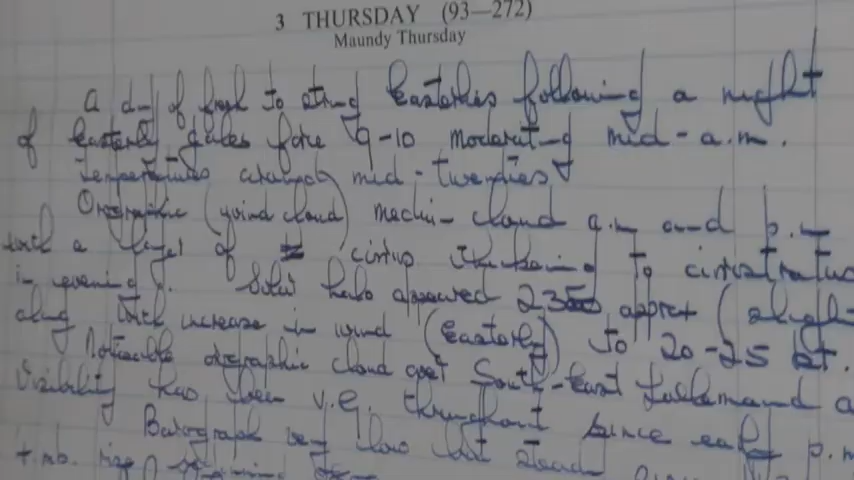 3 THURSDAY (93—272)
Maundy Thursday
A day of fresh to strong Easterlies following a night
of Easterly gales force 9-10 moderating mid-a.m.
Temperatures around mid-twenties
Orographic (wind cloud) medium cloud a.m and p.m
with a layer of cirrus thickening to cirrostratus
in evening. Solar halo appeared 235 approx (slight
along with increase in wind (Easterly) to 20-25 kt.
Noticeable orographic cloud over South-East
Visibility has been v.g. throughout since early p.m
Barograph very low but steady
+.mb.